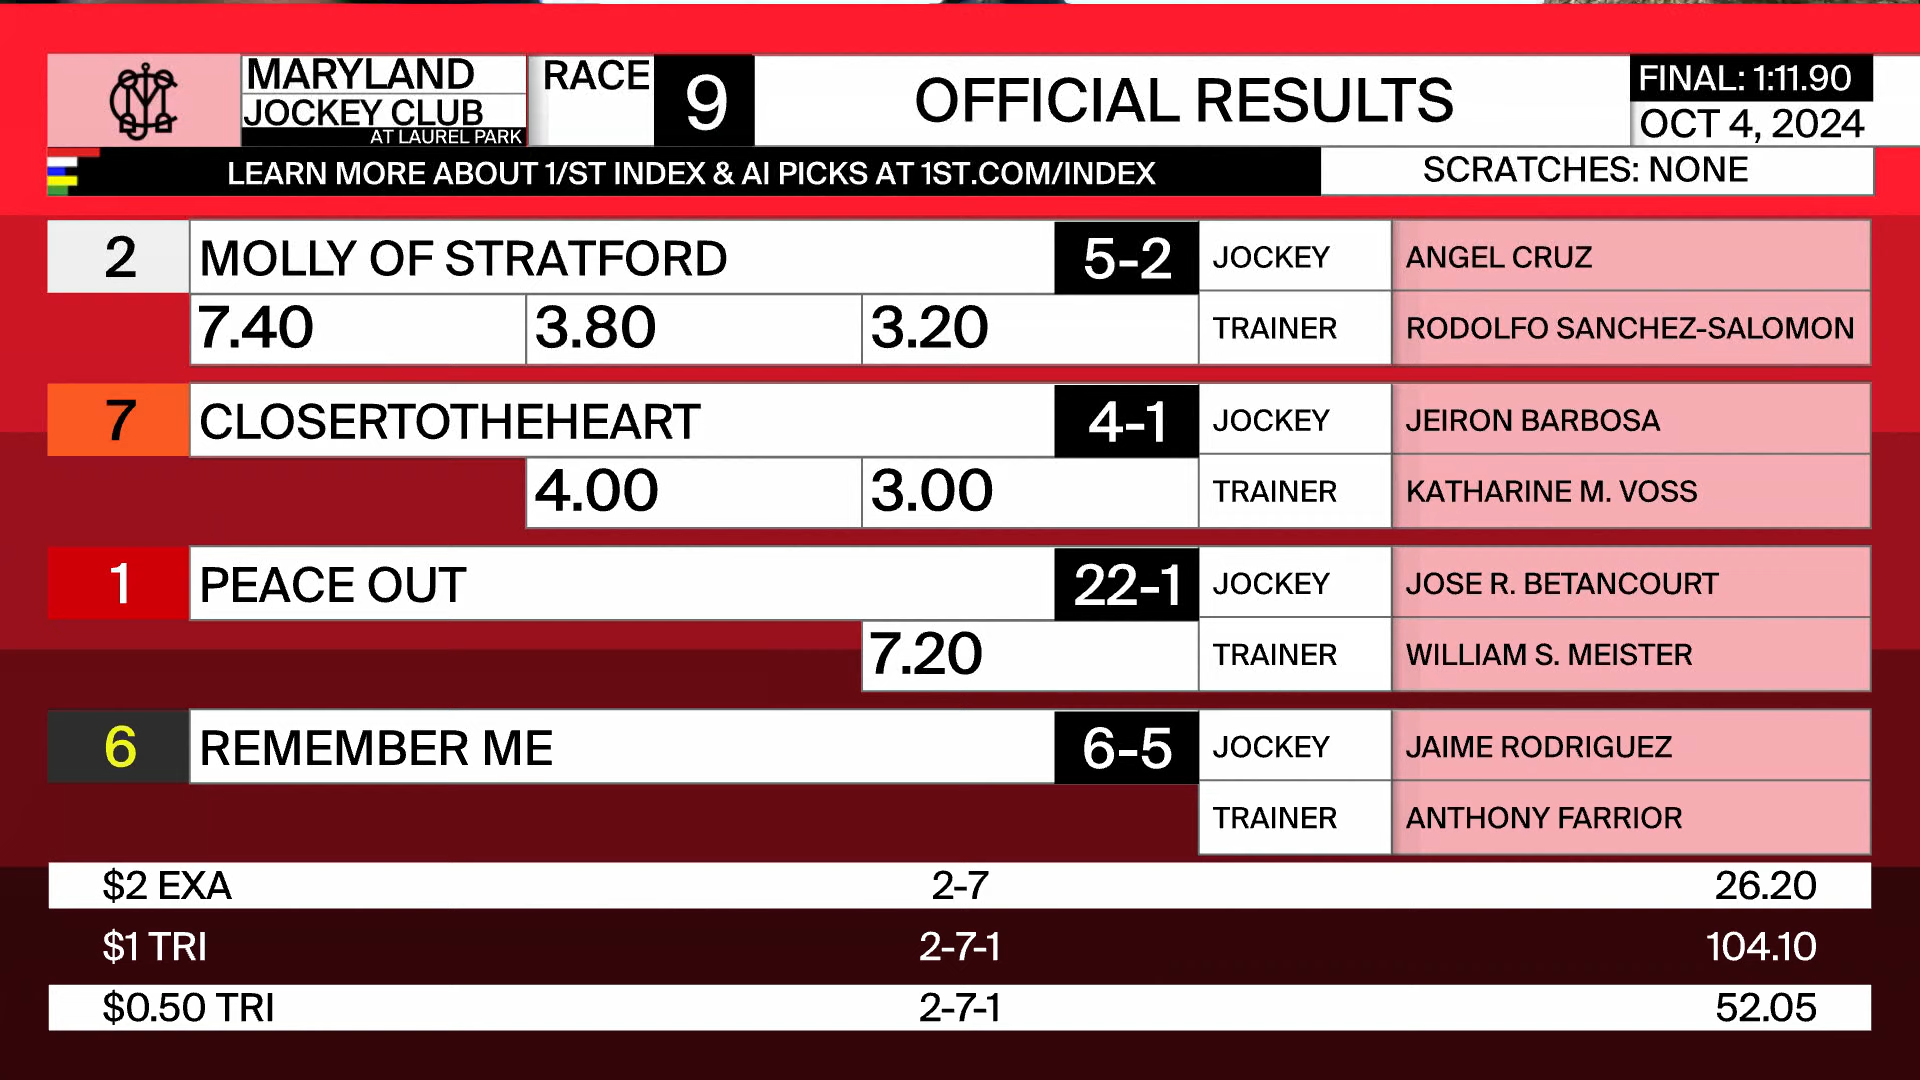 MARYLAND
JOCKEY CLUB
AT LAUREL PARK
RACE 9
OFFICIAL RESULTS
FINAL: 1:11.90
OCT 4, 2024
LEARN MORE ABOUT 1/ST INDEX & AI PICKS AT 1ST.COM/INDEX
SCRATCHES: NONE
2 MOLLY OF STRATFORD 5-2 JOCKEY ANGEL CRUZ
7.40 3.80 3.20 TRAINER RODOLFO SANCHEZ-SALOMON
7 CLOSERTOTHEHEART 4-1 JOCKEY JEIRON BARBOSA
4.00 3.00 TRAINER KATHARINE M. VOSS
1 PEACE OUT 22-1 JOCKEY JOSE R. BETANCOURT
7.20 TRAINER WILLIAM S. MEISTER
6 REMEMBER ME 6-5 JOCKEY JAIME RODRIGUEZ
TRAINER ANTHONY FARRIOR
$2 EXA 2-7 26.20
$1 TRI 2-7-1 104.10
$0.50 TRI 2-7-1 52.05